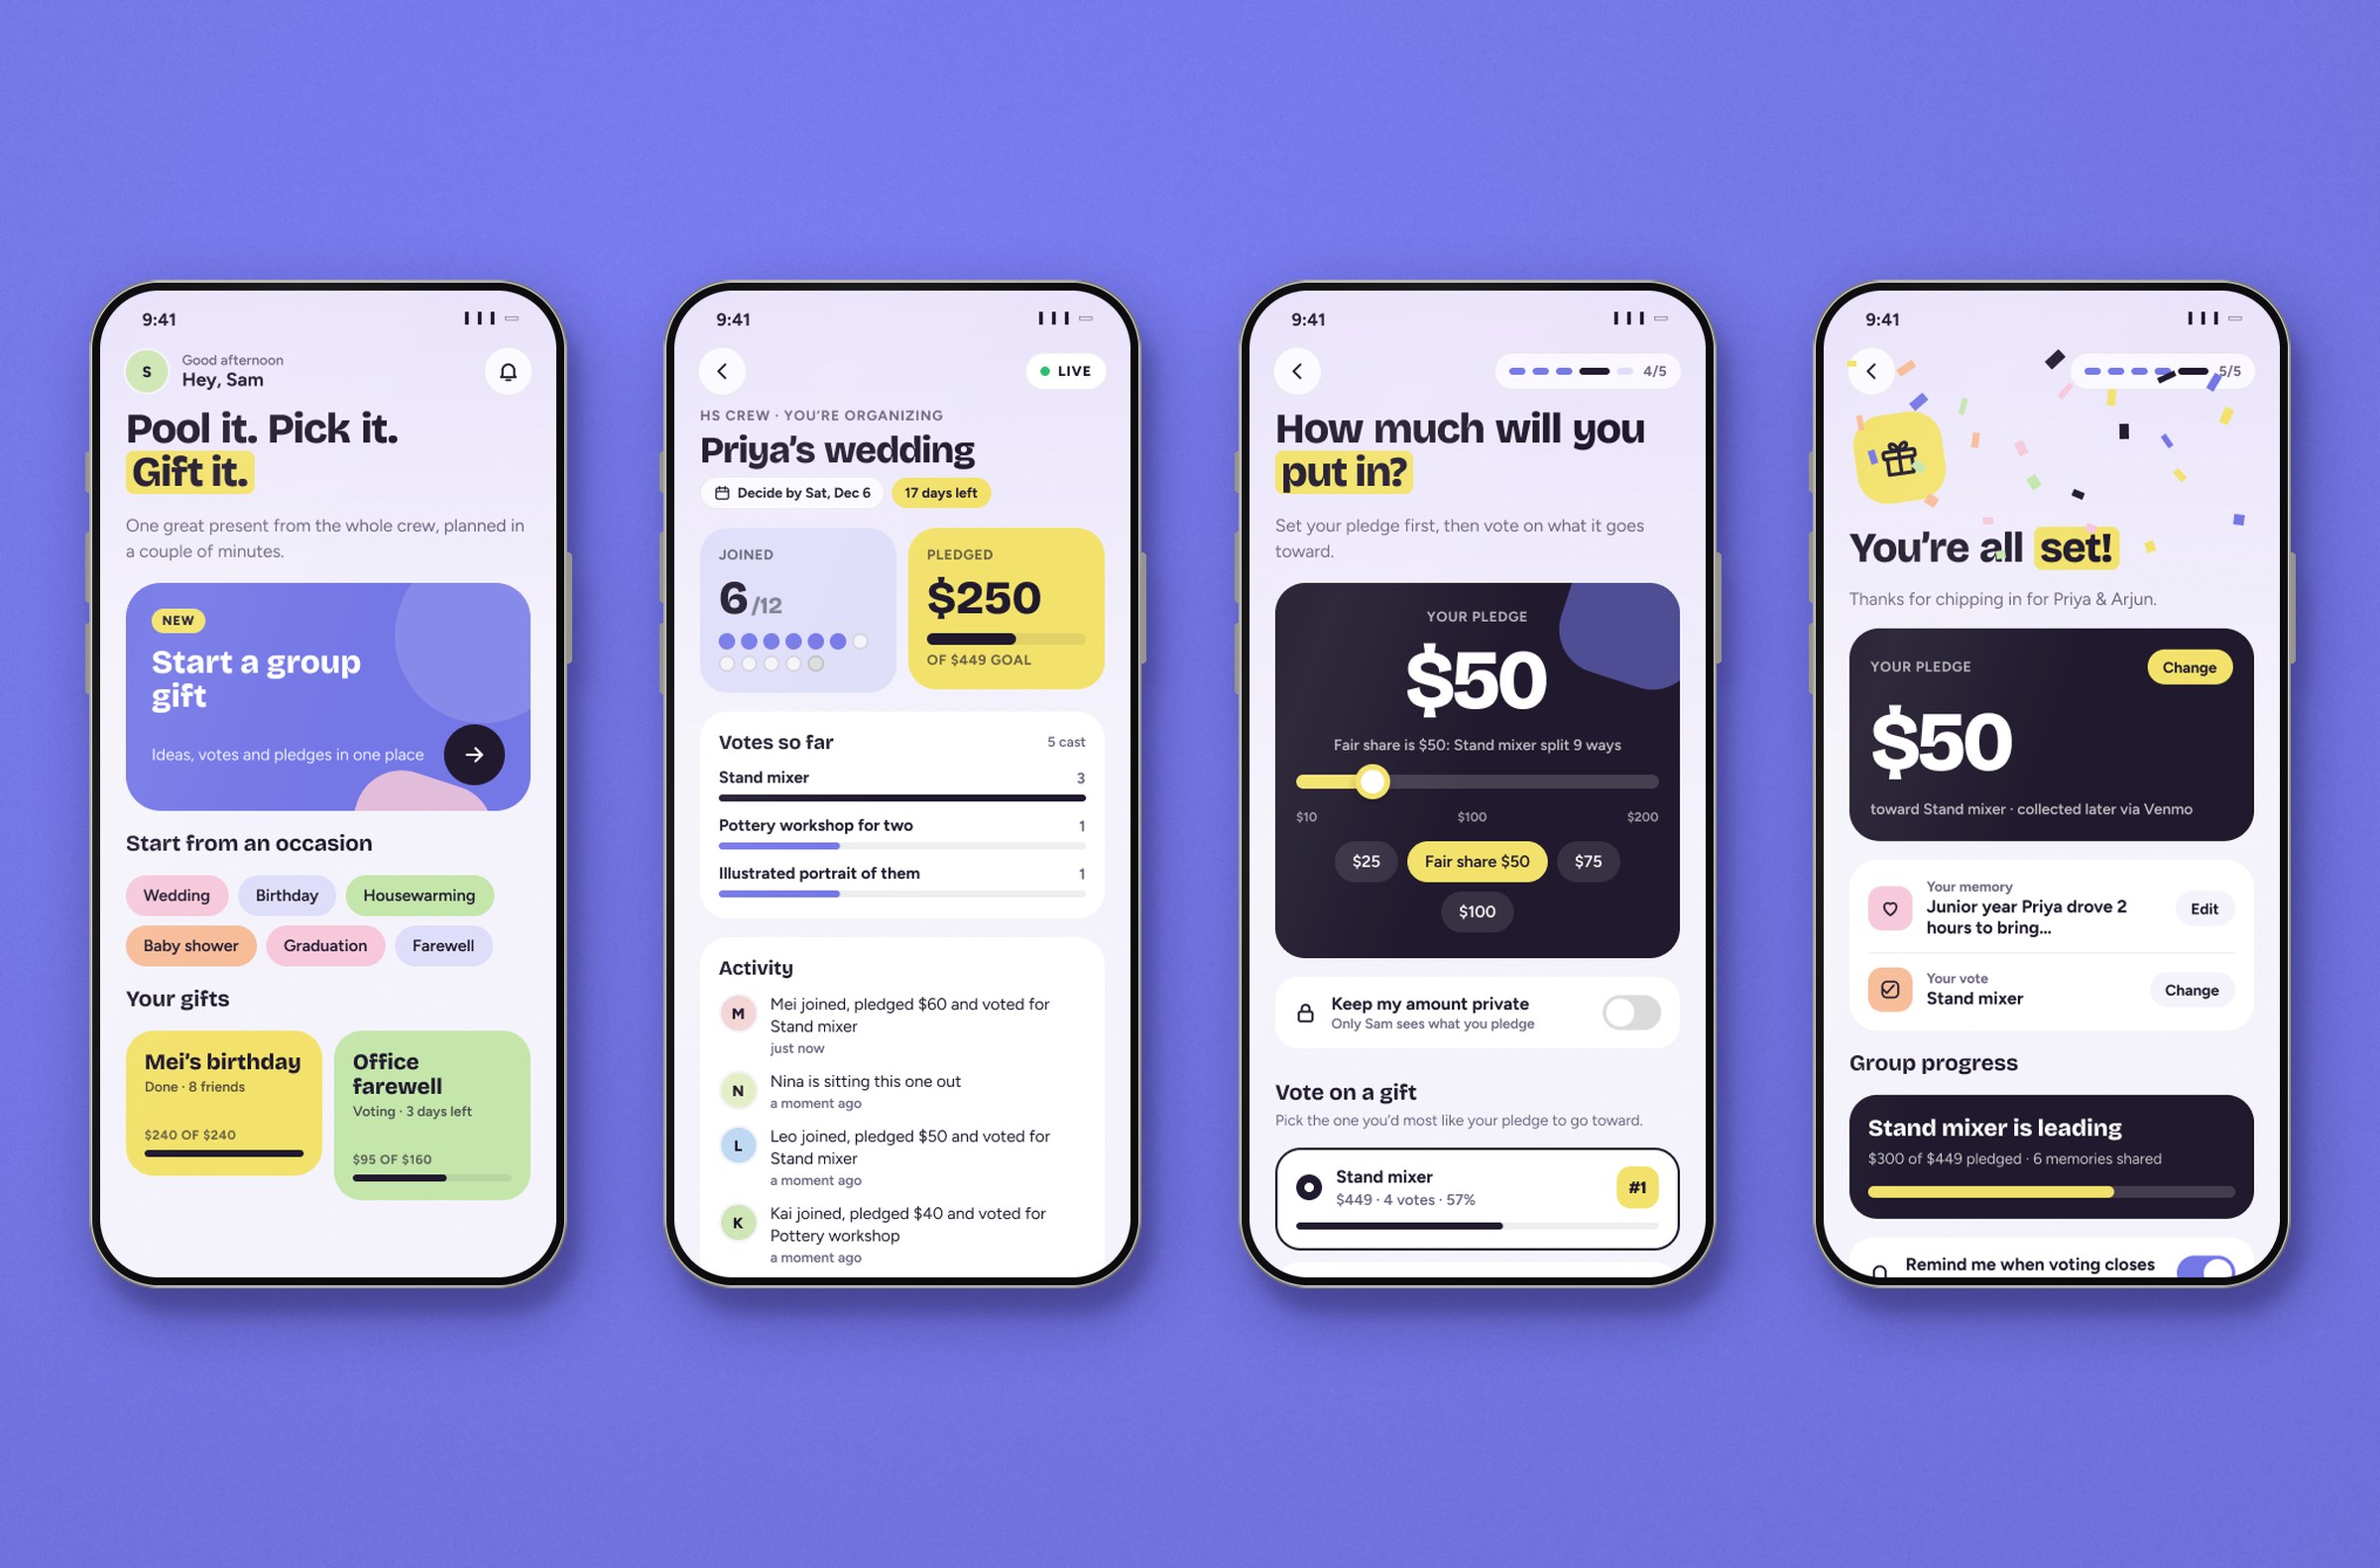 9:41
S
Good afternoon
Hey, Sam
Pool it. Pick it.
Gift it.
One great present from the whole crew, planned in
a couple of minutes.
NEW
Start a group
gift
Ideas, votes and pledges in one place
Start from an occasion
Wedding
Birthday
Housewarming
Baby shower
Graduation
Farewell
Your gifts
Mei's birthday
Done · 8 friends
$240 OF $240
Office
farewell
Voting · 3 days left
$95 OF $160
9:41
LIVE
HS CREW · YOU'RE ORGANIZING
Priya's wedding
Decide by Sat, Dec 6
17 days left
JOINED
6/12
PLEDGED
$250
OF $449 GOAL
Votes so far
5 cast
Stand mixer
3
Pottery workshop for two
1
Illustrated portrait of them
1
Activity
M
Mei joined, pledged $60 and voted for
Stand mixer
just now
N
Nina is sitting this one out
a moment ago
L
Leo joined, pledged $50 and voted for
Stand mixer
a moment ago
K
Kai joined, pledged $40 and voted for
Pottery workshop
a moment ago
9:41
4/5
How much will you
put in?
Set your pledge first, then vote on what it goes
toward.
YOUR PLEDGE
$50
Fair share is $50: Stand mixer split 9 ways
$10
$100
$200
$25
Fair share $50
$75
$100
Keep my amount private
Only Sam sees what you pledge
Vote on a gift
Pick the one you'd most like your pledge to go toward.
Stand mixer
$449 · 4 votes · 57%
#1
9:41
5/5
You're all set!
Thanks for chipping in for Priya & Arjun.
YOUR PLEDGE
Change
$50
toward Stand mixer · collected later via Venmo
Your memory
Junior year Priya drove 2
hours to bring...
Edit
Your vote
Stand mixer
Change
Group progress
Stand mixer is leading
$300 of $449 pledged · 6 memories shared
Remind me when voting closes